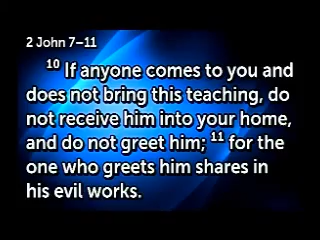 2 John 7–11
10 If anyone comes to you and
does not bring this teaching, do
not receive him into your home,
and do not greet him; 11 for the
one who greets him shares in
his evil works.